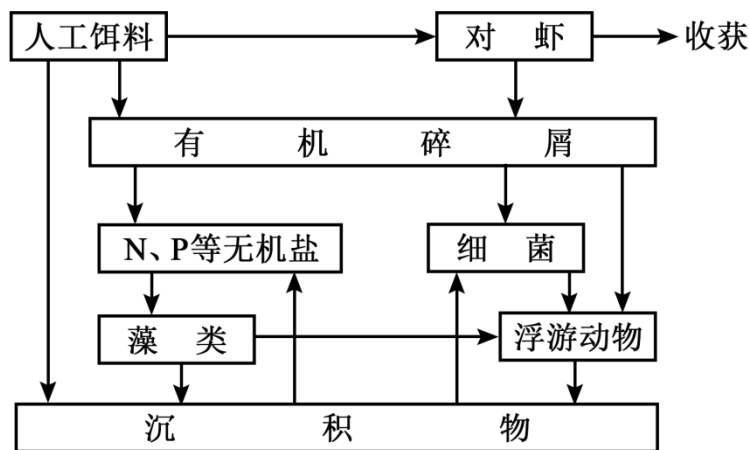 人工饵料
对虾
收获
有机碎屑
N、P等无机盐
细菌
藻类
浮游动物
沉积物